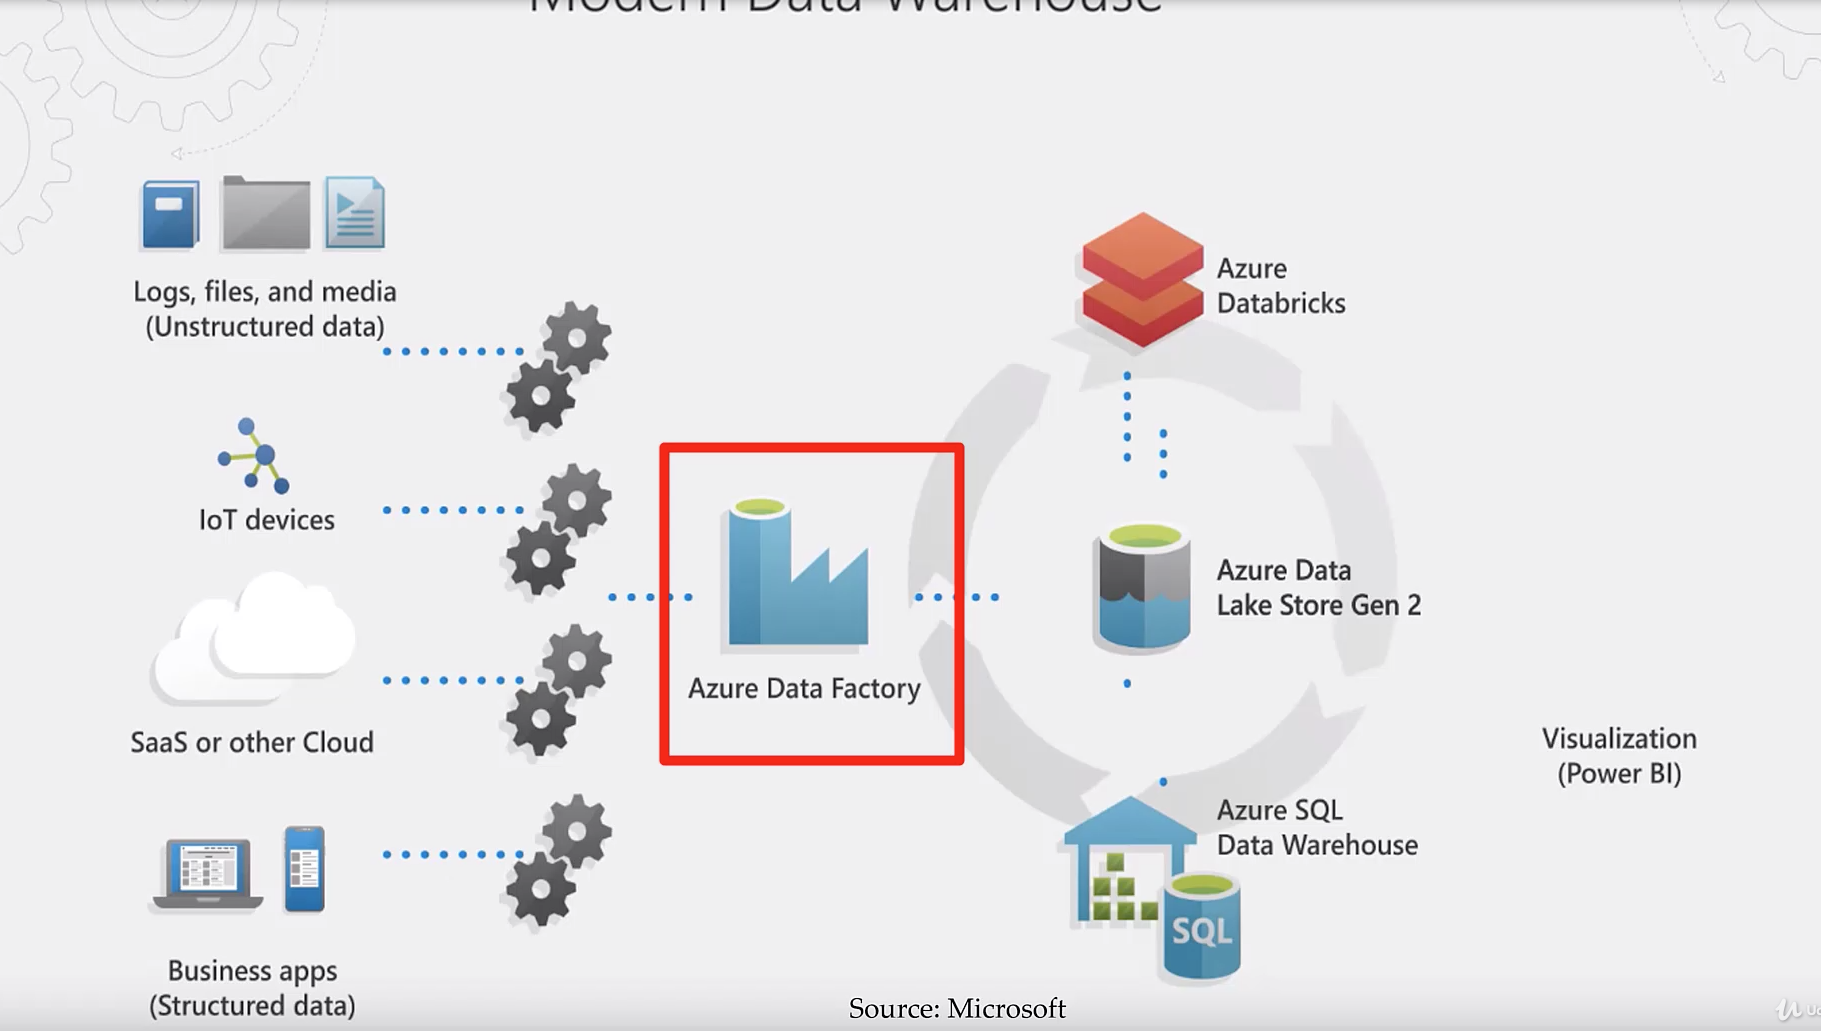 Modern Data Warehouse
Logs, files, and media
(Unstructured data)
IoT devices
SaaS or other Cloud
Business apps
(Structured data)
Azure Data Factory
Azure
Databricks
Azure Data
Lake Store Gen 2
Azure SQL
Data Warehouse
SQL
Visualization
(Power BI)
Source: Microsoft